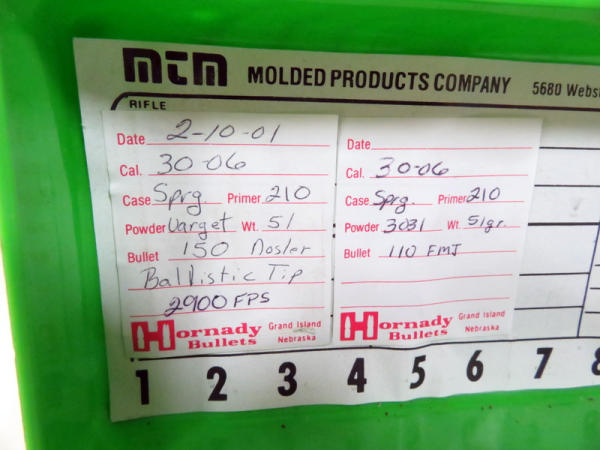 MTM MOLDED PRODUCTS COMPANY 5680 Webst
RIFLE
Date 2-10-01
Cal. 30-06
Case Sprg. Primer 210
Powder Varget Wt. 51
Bullet 150 Nosler
Ballistic Tip
2900 FPS
Hornady Bullets Grand Island Nebraska
Date
Cal. 30-06
Case Sprg. Primer 210
Powder 3031 Wt. 51gr.
Bullet 110 FMJ
Hornady Bullets Grand Island Nebraska
1 2 3 4 5 6 7 8